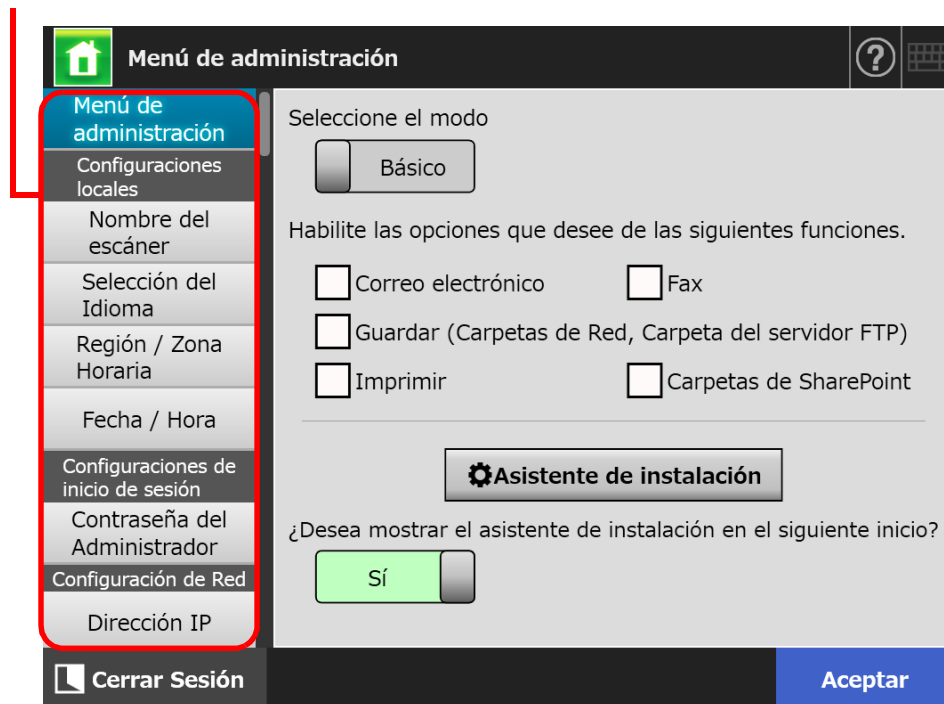 Menú de administración
?
Menú de
administración
Configuraciones
locales
Nombre del
escáner
Selección del
Idioma
Región / Zona
Horaria
Fecha / Hora
Configuraciones de
inicio de sesión
Contraseña del
Administrador
Configuración de Red
Dirección IP
Seleccione el modo
Básico
Habilite las opciones que desee de las siguientes funciones.
Correo electrónico
Fax
Guardar (Carpetas de Red, Carpeta del servidor FTP)
Imprimir
Carpetas de SharePoint
Asistente de instalación
¿Desea mostrar el asistente de instalación en el siguiente inicio?
Sí
Cerrar Sesión
Aceptar